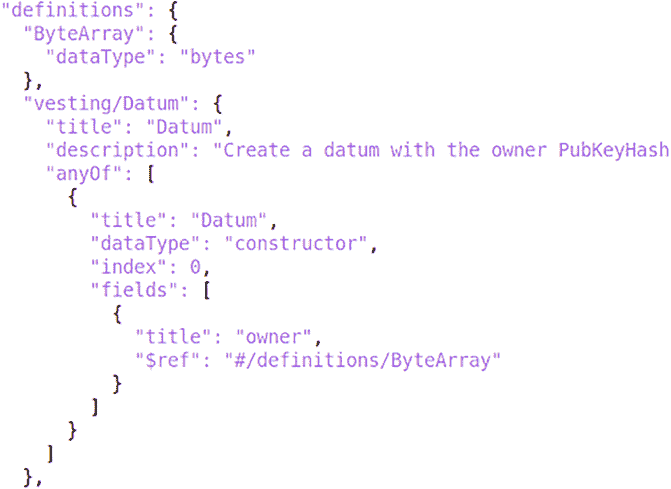 "definitions": {
"ByteArray": {
"dataType": "bytes"
},
"vesting/Datum": {
"title": "Datum",
"description": "Create a datum with the owner PubKeyHash
"anyOf": [
{
"title": "Datum",
"dataType": "constructor",
"index": 0,
"fields": [
{
"title": "owner",
"$ref": "#/definitions/ByteArray"
}
]
}
]
},